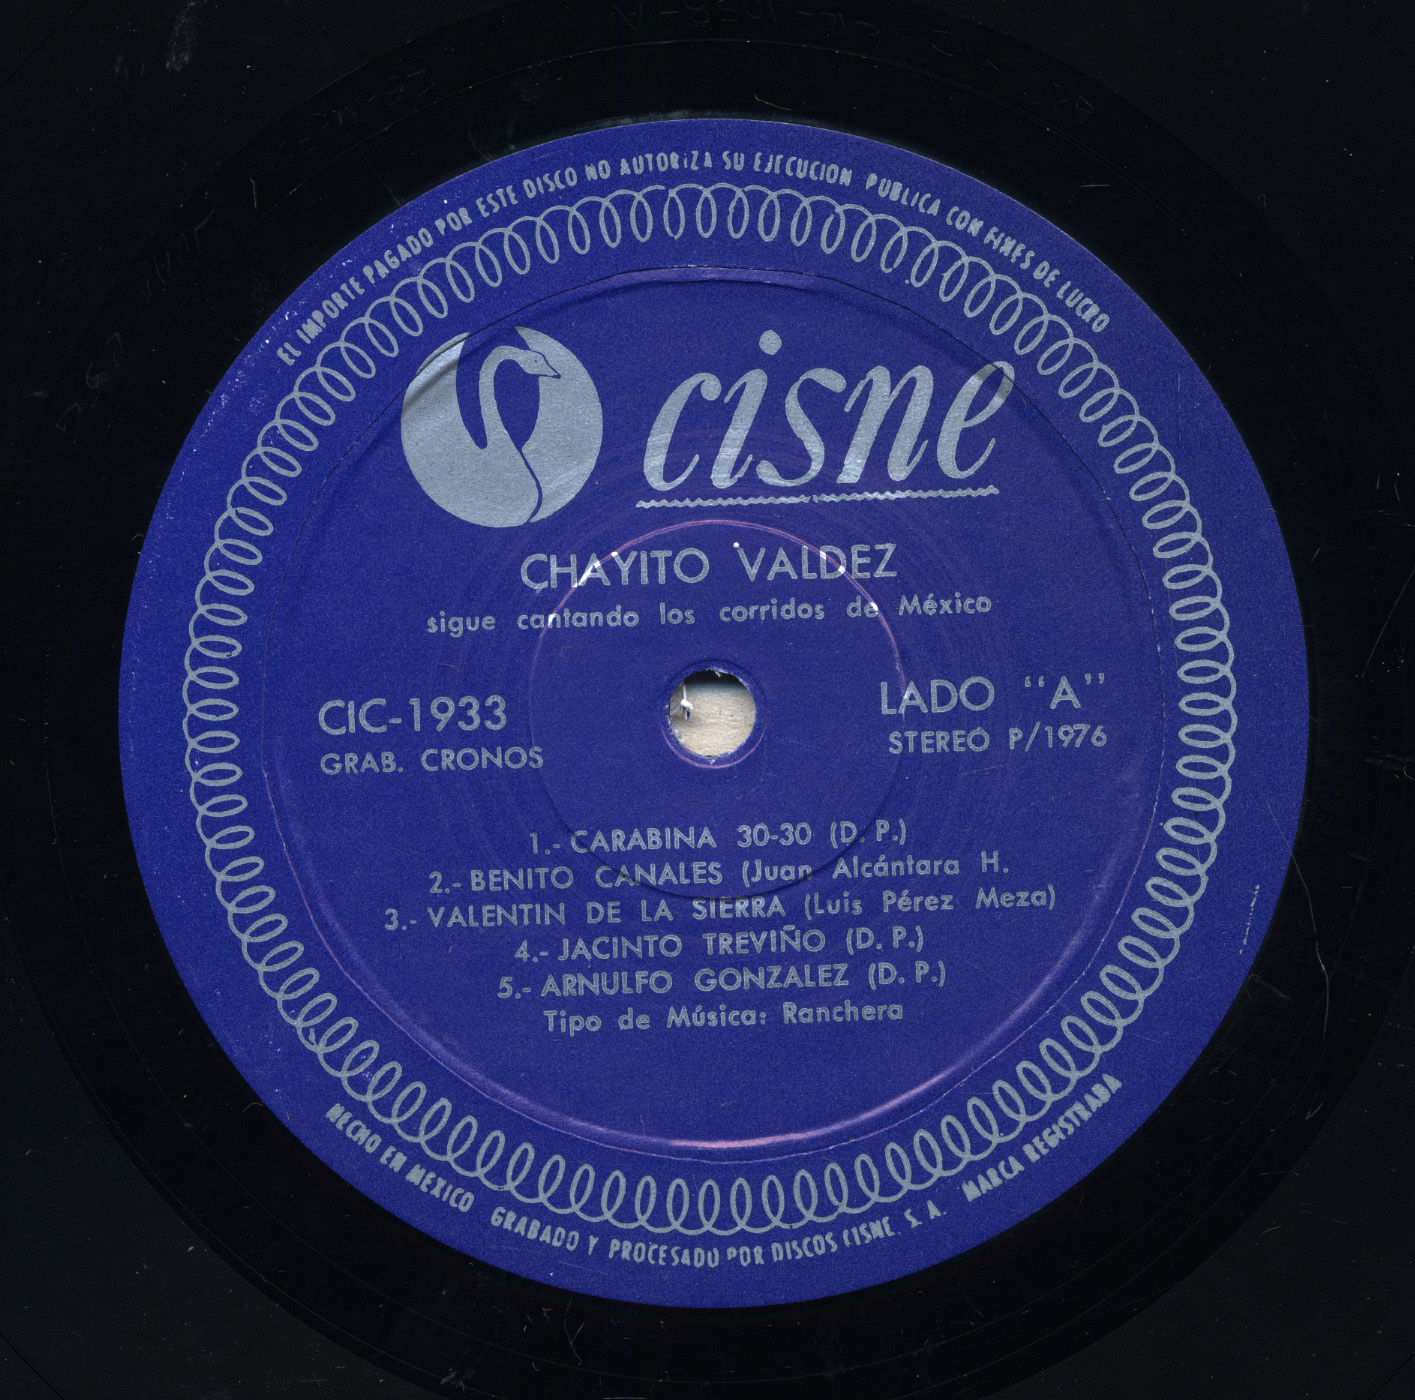 EL IMPORTE PAGADO POR ESTE DISCO NO AUTORIZA SU EJECUCION PUBLICA CON FINES DE LUCRO
cisne
CHAYITO VALDEZ
sigue cantando los corridos de México
CIC-1933
GRAB. CRONOS
LADO "A"
STEREO P/1976
1.- CARABINA 30-30 (D. P.)
2.- BENITO CANALES (Juan Alcántara H.
3.- VALENTIN DE LA SIERRA (Luis Pérez Meza)
4.- JACINTO TREVIÑO (D. P.)
5.- ARNULFO GONZALEZ (D. P.)
Tipo de Música: Ranchera
HECHO EN MEXICO GRABADO Y PROCESADO POR DISCOS CISNE, S. A. MARCA REGISTRADA